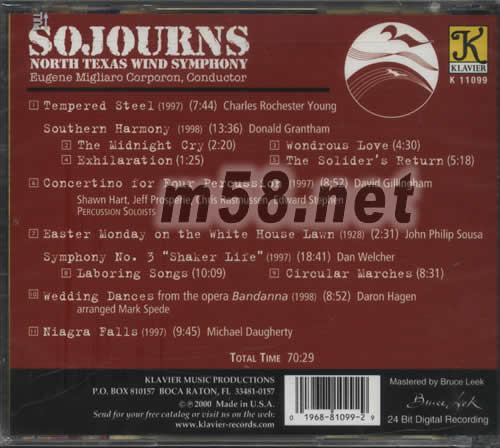 SOJOURNS
NORTH TEXAS WIND SYMPHONY
Eugene Migliaro Corporon, Conductor
K
KLAVIER
K 11099
1 Tempered Steel (1997) (7:44) Charles Rochester Young
Southern Harmony (1998) (13:36) Donald Grantham
2 The Midnight Cry (2:20) 3 Wondrous Love (4:30)
4 Exhilaration (1:25) 5 The Solider's Return (5:18)
6 Concertino for Four Percussion (1997) (8:52) David Gillingham
Shawn Hart, Jeff Prosperie, Chris Rasmussen, Edward Stephen
PERCUSSION SOLOISTS
m58.net
7 Easter Monday on the White House Lawn (1928) (2:31) John Philip Sousa
Symphony No. 3 "Shaker Life" (1997) (18:41) Dan Welcher
8 Laboring Songs (10:09) 9 Circular Marches (8:31)
10 Wedding Dances from the opera Bandanna (1998) (8:52) Daron Hagen
arranged Mark Spede
11 Niagra Falls (1997) (9:45) Michael Daugherty
TOTAL TIME 70:29
KLAVIER MUSIC PRODUCTIONS
P.O. BOX 810157 BOCA RATON, FL 33481-0157
℗©2000 Made in U.S.A.
Send for your free catalog or visit us on the web:
www.klavier-records.com
0 1968-81099-2 9
Mastered by Bruce Leek
Bruce Leek
24 Bit Digital Recording